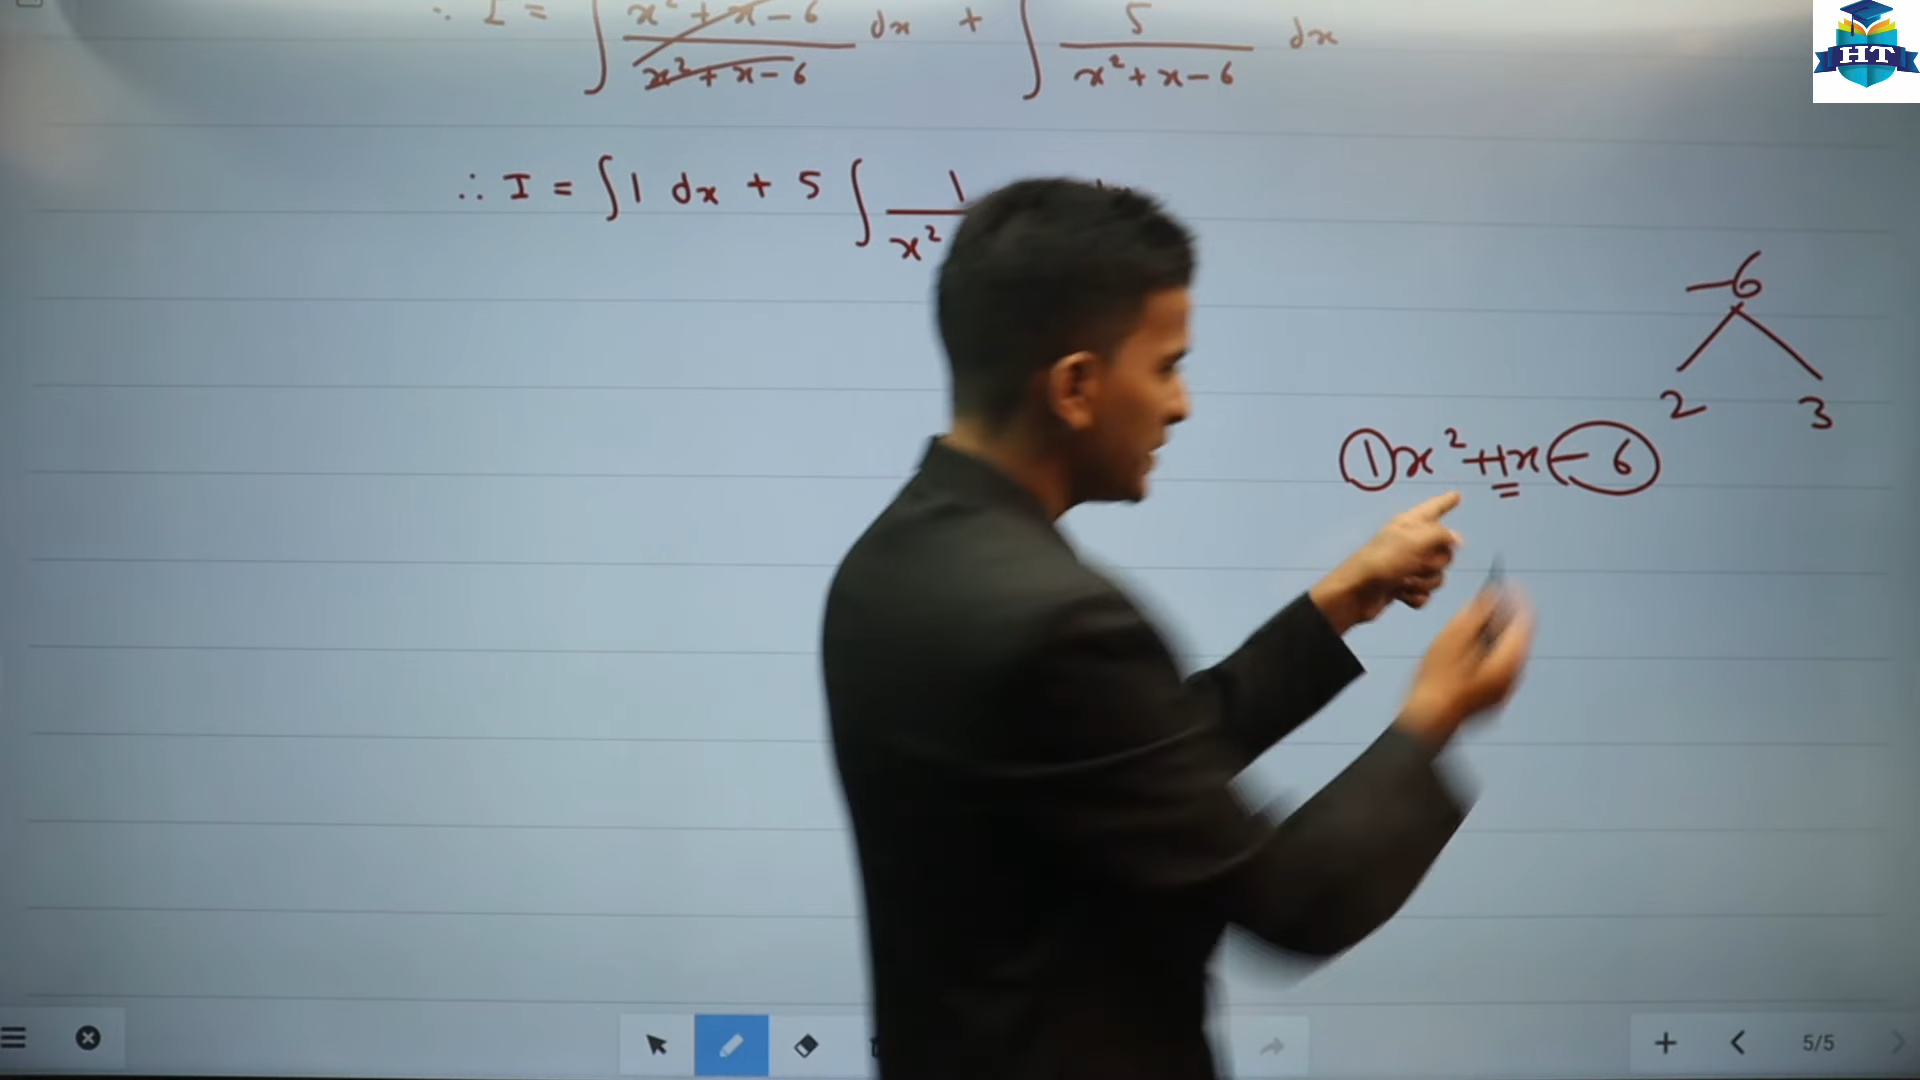 ∴ I = ∫ x² + x – 6 / x² + x – 6 dx + ∫ 5 / x² + x – 6 dx
∴ I = ∫ 1 dx + 5 ∫ 1 / x² dx
–6
2 3
1x² + 1x – 6
HT
5/5